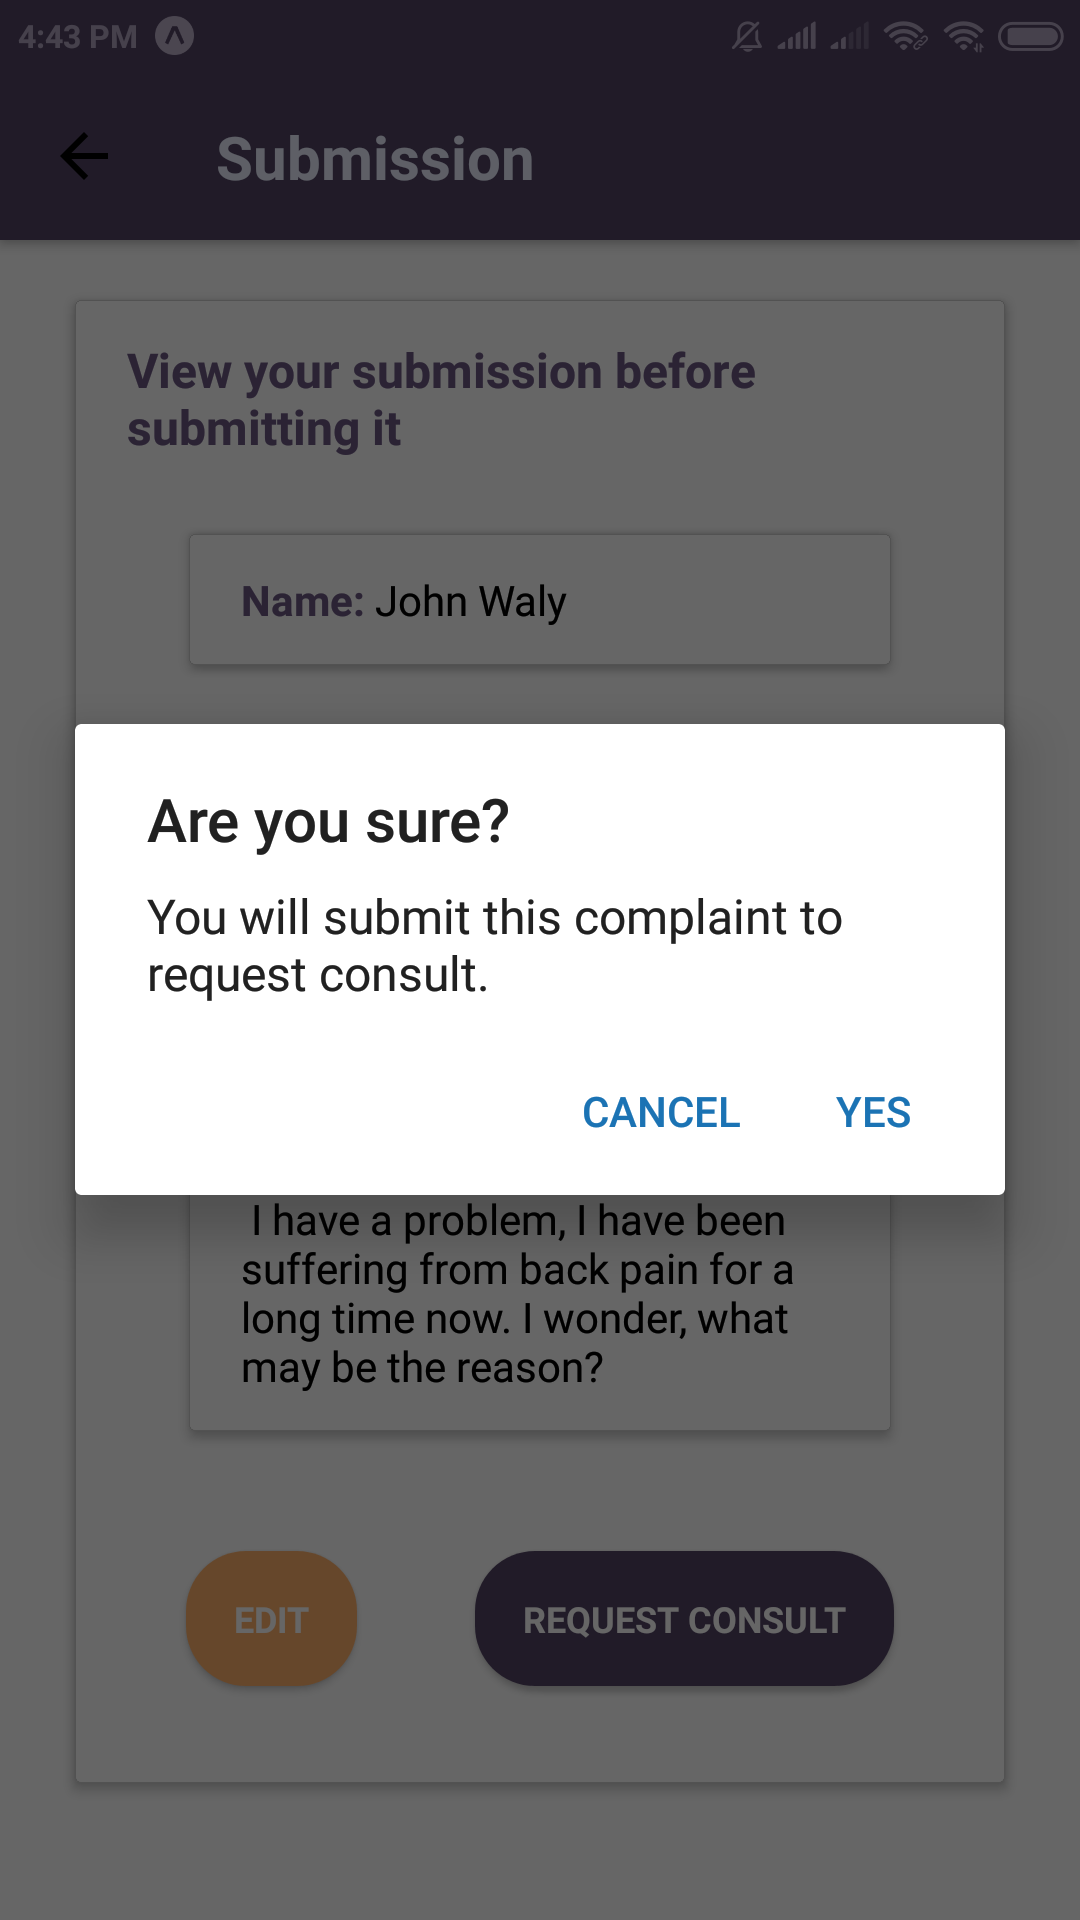 4:43 PM
Submission
View your submission before
submitting it
Name: John Waly
Are you sure?
You will submit this complaint to
request consult.
CANCEL YES
I have a problem, I have been
suffering from back pain for a
long time now. I wonder, what
may be the reason?
EDIT REQUEST CONSULT